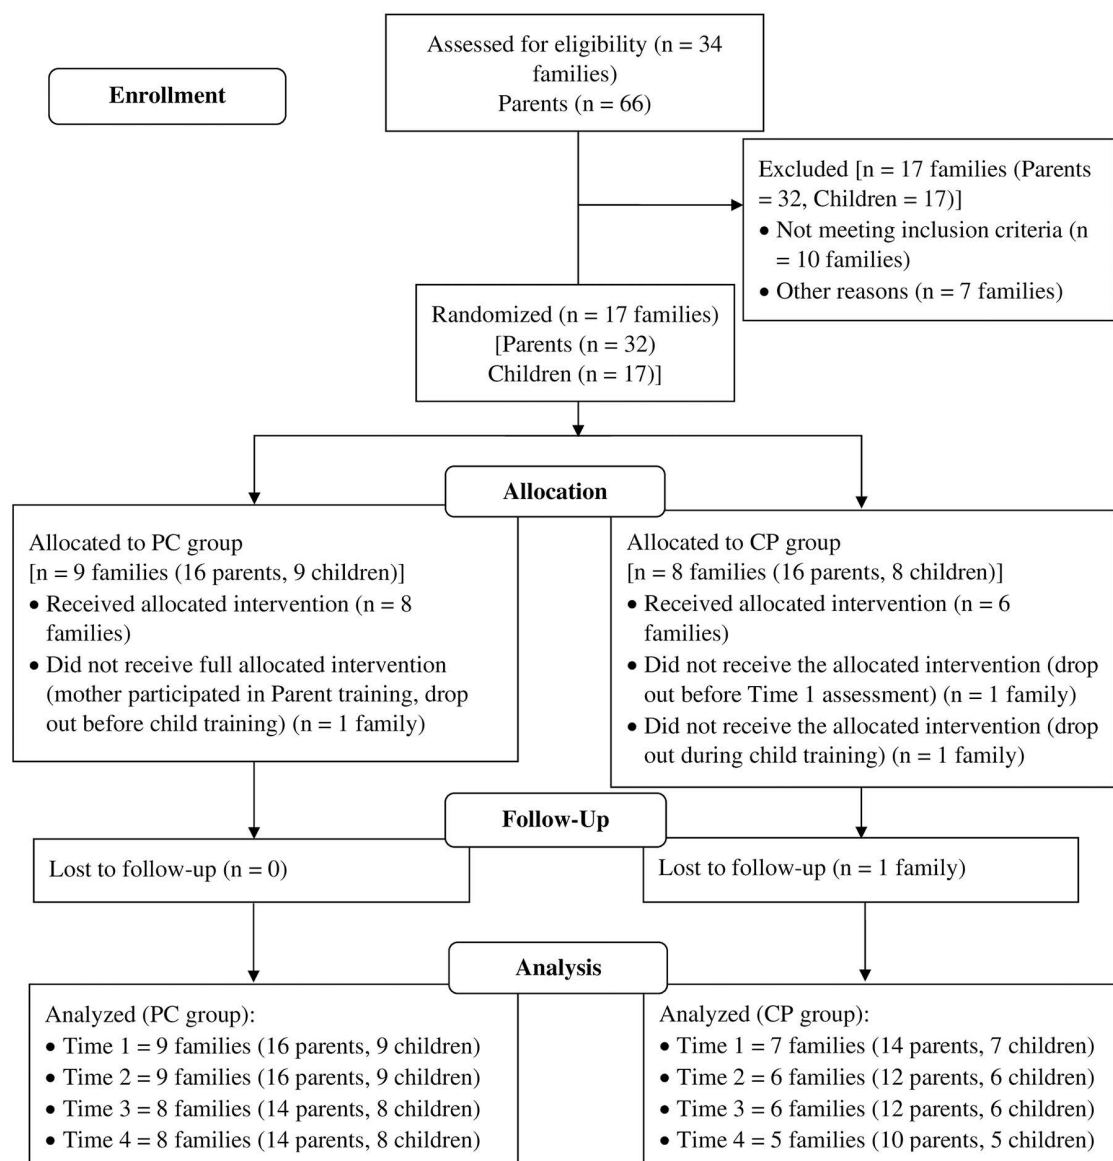 Assessed for eligibility (n = 34
families)
Parents (n = 66)
Enrollment
Excluded [n = 17 families (Parents
= 32, Children = 17)]
• Not meeting inclusion criteria (n
= 10 families)
• Other reasons (n = 7 families)
Randomized (n = 17 families)
[Parents (n = 32)
Children (n = 17)]
Allocation
Allocated to PC group
[n = 9 families (16 parents, 9 children)]
• Received allocated intervention (n = 8
families)
• Did not receive full allocated intervention
(mother participated in Parent training, drop
out before child training) (n = 1 family)
Allocated to CP group
[n = 8 families (16 parents, 8 children)]
• Received allocated intervention (n = 6
families)
• Did not receive the allocated intervention (drop
out before Time 1 assessment) (n = 1 family)
• Did not receive the allocated intervention (drop
out during child training) (n = 1 family)
Follow-Up
Lost to follow-up (n = 0)
Lost to follow-up (n = 1 family)
Analysis
Analyzed (PC group):
• Time 1 = 9 families (16 parents, 9 children)
• Time 2 = 9 families (16 parents, 9 children)
• Time 3 = 8 families (14 parents, 8 children)
• Time 4 = 8 families (14 parents, 8 children)
Analyzed (CP group):
• Time 1 = 7 families (14 parents, 7 children)
• Time 2 = 6 families (12 parents, 6 children)
• Time 3 = 6 families (12 parents, 6 children)
• Time 4 = 5 families (10 parents, 5 children)